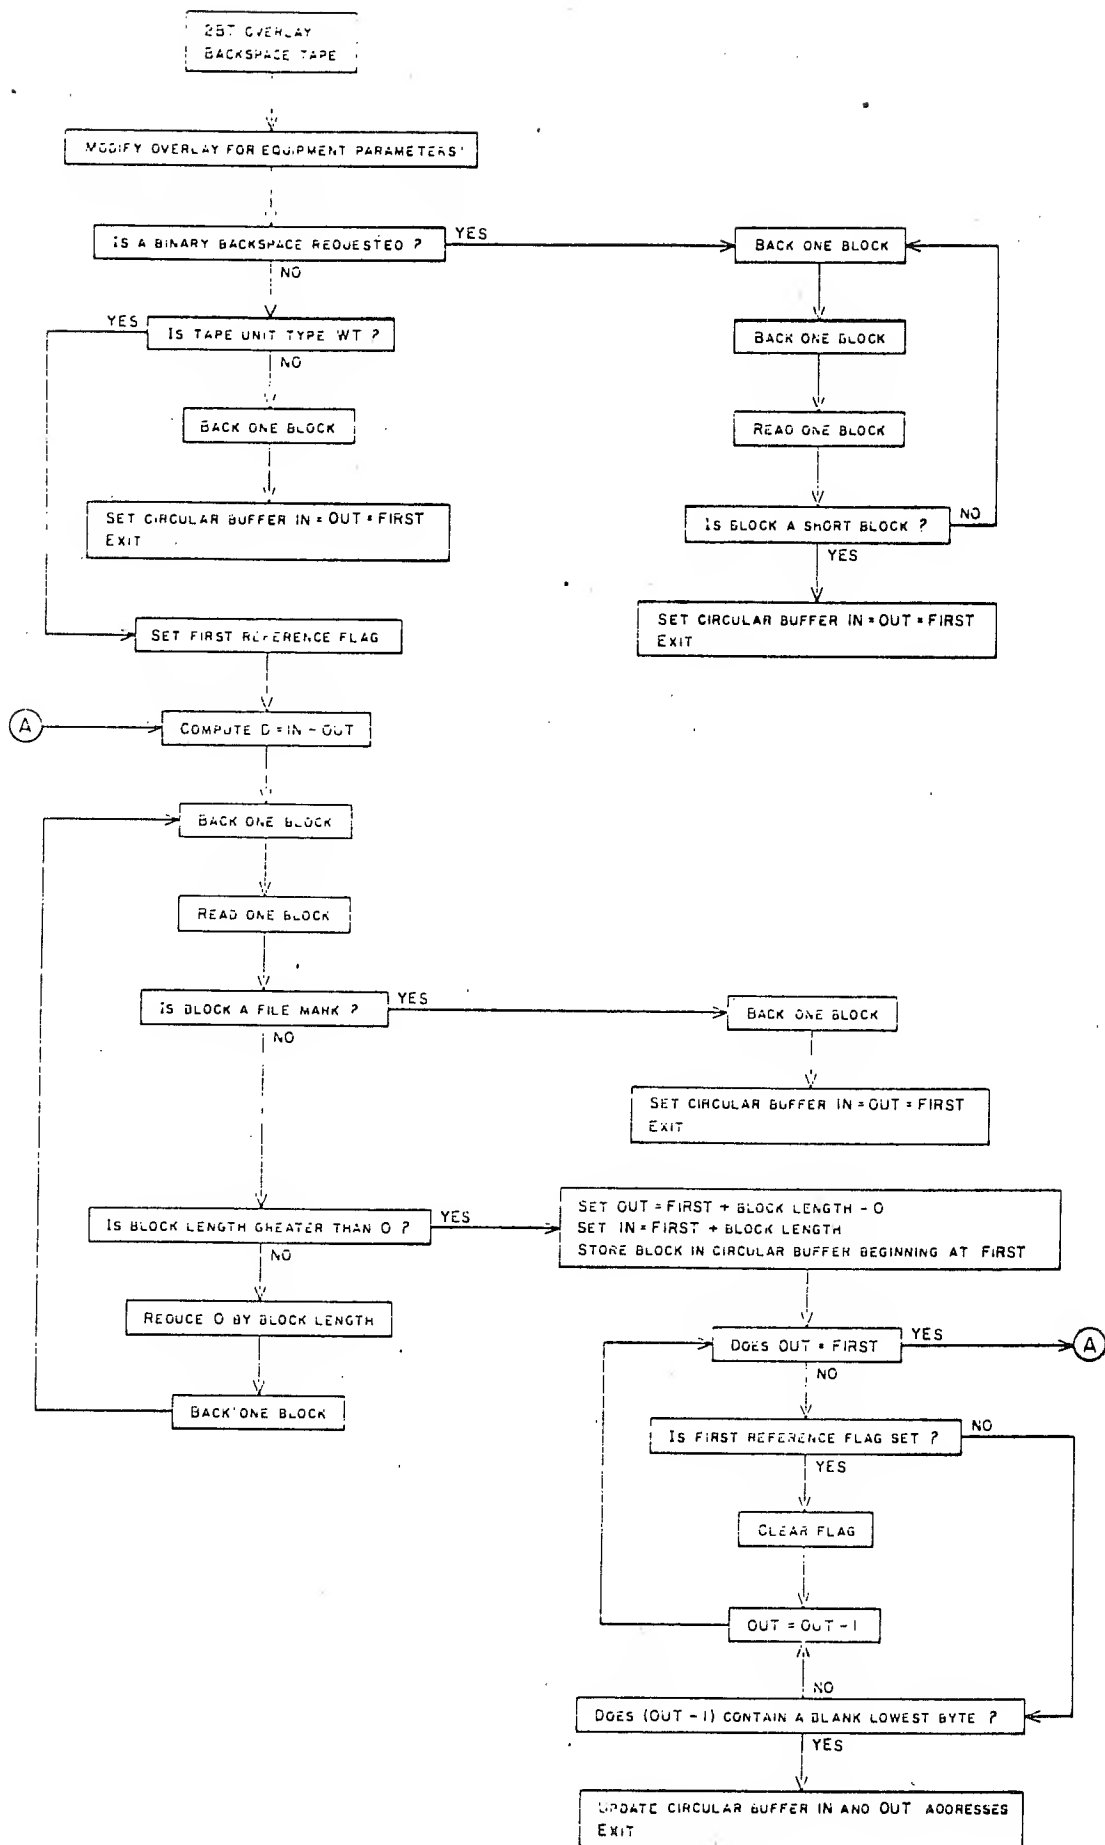 2BT OVERLAY
BACKSPACE TAPE
MODIFY OVERLAY FOR EQUIPMENT PARAMETERS
IS A BINARY BACKSPACE REQUESTED ?
YES
NO
BACK ONE BLOCK
YES
IS TAPE UNIT TYPE WT ?
NO
BACK ONE BLOCK
BACK ONE BLOCK
READ ONE BLOCK
SET CIRCULAR BUFFER IN = OUT = FIRST
EXIT
IS BLOCK A SHORT BLOCK ?
NO
YES
SET CIRCULAR BUFFER IN = OUT = FIRST
EXIT
SET FIRST REFERENCE FLAG
A
COMPUTE D = IN - OUT
BACK ONE BLOCK
READ ONE BLOCK
IS BLOCK A FILE MARK ?
YES
NO
BACK ONE BLOCK
SET CIRCULAR BUFFER IN = OUT = FIRST
EXIT
IS BLOCK LENGTH GREATER THAN D ?
YES
NO
SET OUT = FIRST + BLOCK LENGTH - D
SET IN = FIRST + BLOCK LENGTH
STORE BLOCK IN CIRCULAR BUFFER BEGINNING AT FIRST
REDUCE D BY BLOCK LENGTH
BACK ONE BLOCK
DOES OUT = FIRST
YES
A
NO
IS FIRST REFERENCE FLAG SET ?
NO
YES
CLEAR FLAG
OUT = OUT - 1
NO
DOES (OUT - 1) CONTAIN A BLANK LOWEST BYTE ?
YES
UPDATE CIRCULAR BUFFER IN AND OUT ADDRESSES
EXIT